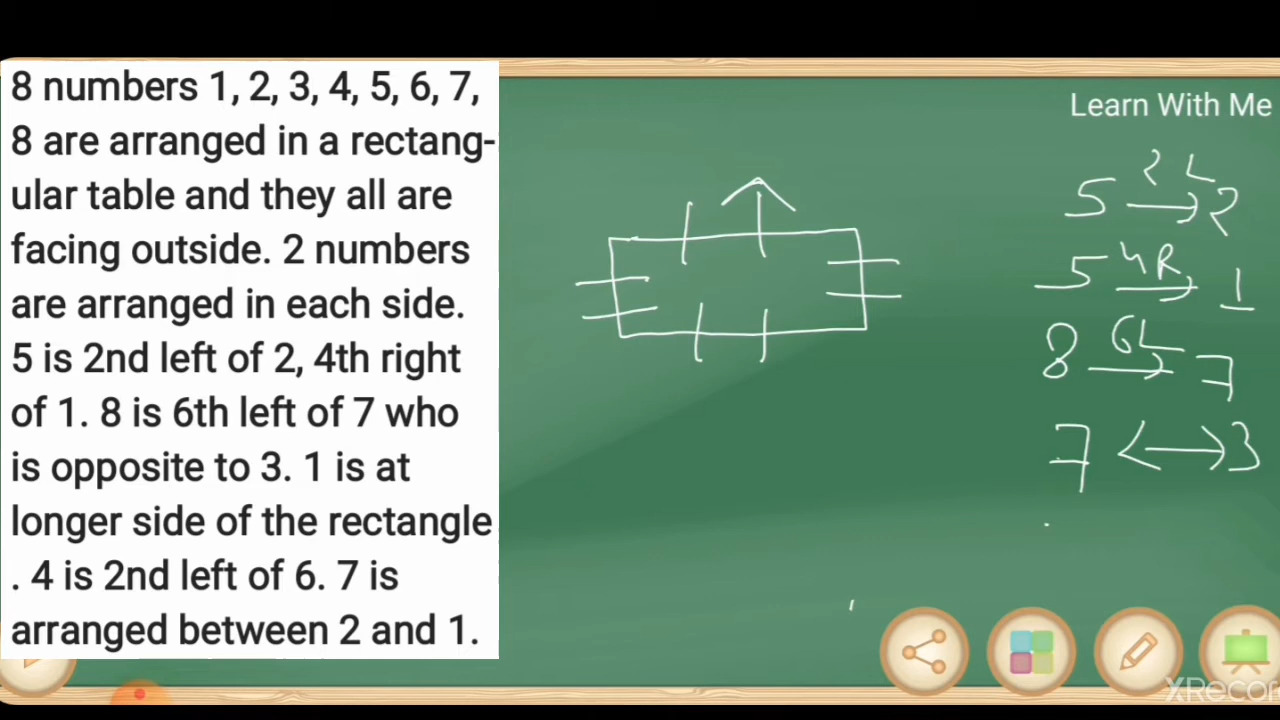 8 numbers 1, 2, 3, 4, 5, 6, 7,
8 are arranged in a rectang-
ular table and they all are
facing outside. 2 numbers
are arranged in each side.
5 is 2nd left of 2, 4th right
of 1. 8 is 6th left of 7 who
is opposite to 3. 1 is at
longer side of the rectangle
. 4 is 2nd left of 6. 7 is
arranged between 2 and 1.
Learn With Me
5 2L → 2
5 4R → 1
8 6L → 7
7 ↔ 3
XRecor